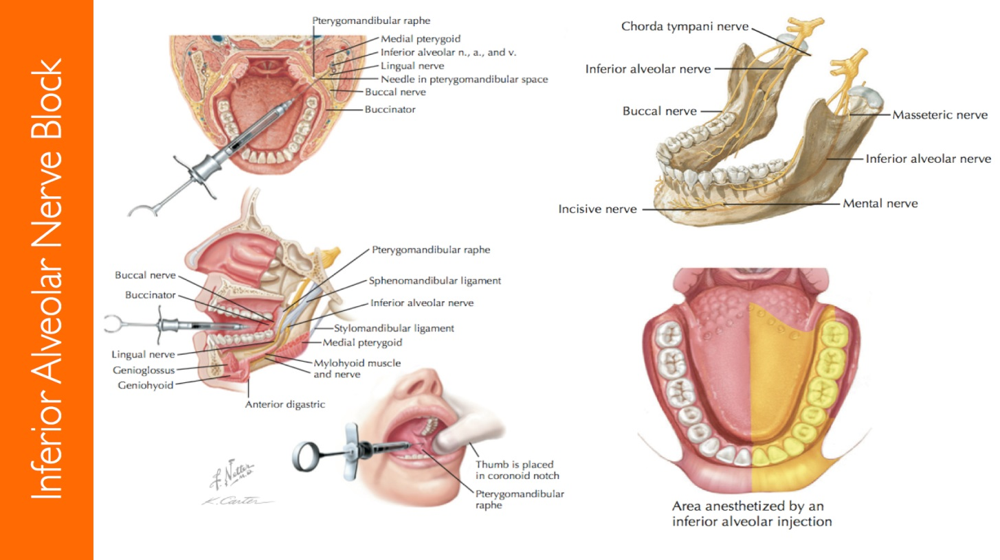 Inferior Alveolar Nerve Block
Pterygomandibular raphe
Medial pterygoid
Inferior alveolar n., a., and v.
Lingual nerve
Needle in pterygomandibular space
Buccal nerve
Buccinator
Chorda tympani nerve
Inferior alveolar nerve
Buccal nerve
Masseteric nerve
Inferior alveolar nerve
Mental nerve
Incisive nerve
Pterygomandibular raphe
Buccal nerve
Sphenomandibular ligament
Buccinator
Inferior alveolar nerve
Stylomandibular ligament
Medial pterygoid
Lingual nerve
Mylohyoid muscle
and nerve
Genioglossus
Geniohyoid
Anterior digastric
Thumb is placed
in coronoid notch
Pterygomandibular
raphe
F. Netter
M.D.
K. Carter
Area anesthetized by an
inferior alveolar injection